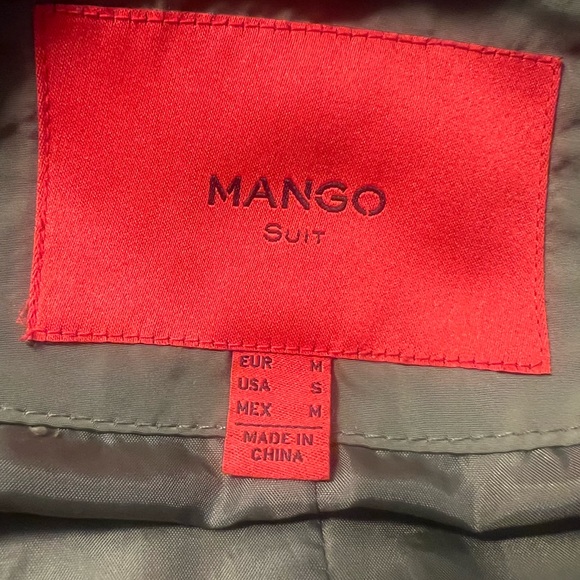 MANGO
SUIT
EUR M
USA S
MEX M
MADE IN
CHINA